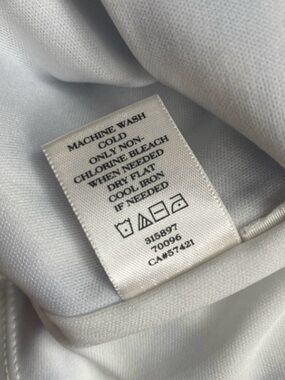 MACHINE WASH
COLD
ONLY NON-
CHLORINE BLEACH
WHEN NEEDED
DRY FLAT
COOL IRON
IF NEEDED
315897
70096
CA#57421